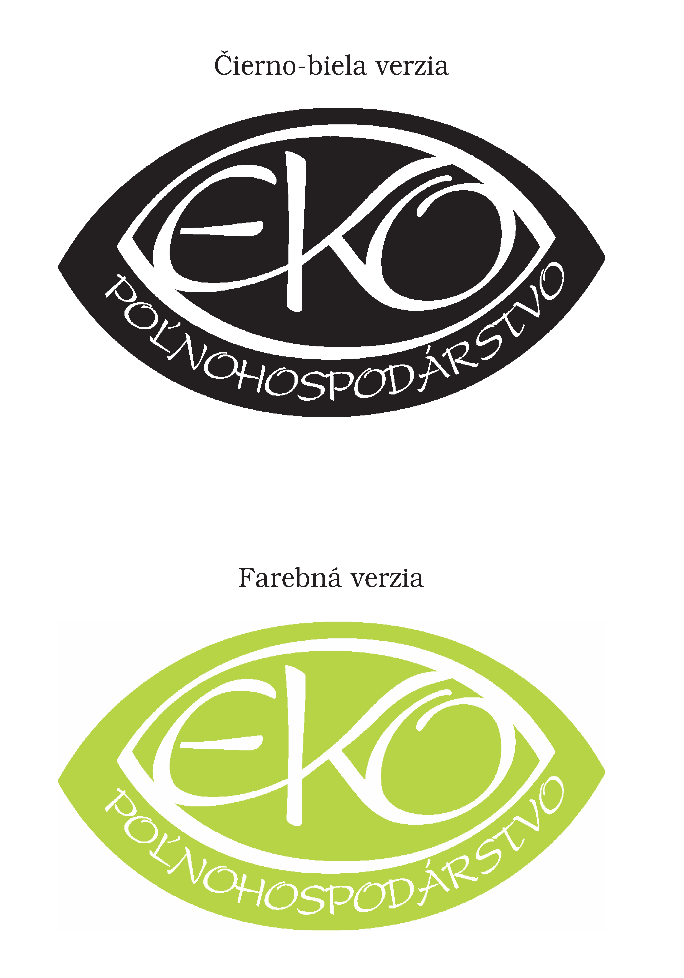 Čierno-biela verzia
EKO
POĽNOHOSPODÁRSTVO
Farebná verzia
EKO
POĽNOHOSPODÁRSTVO